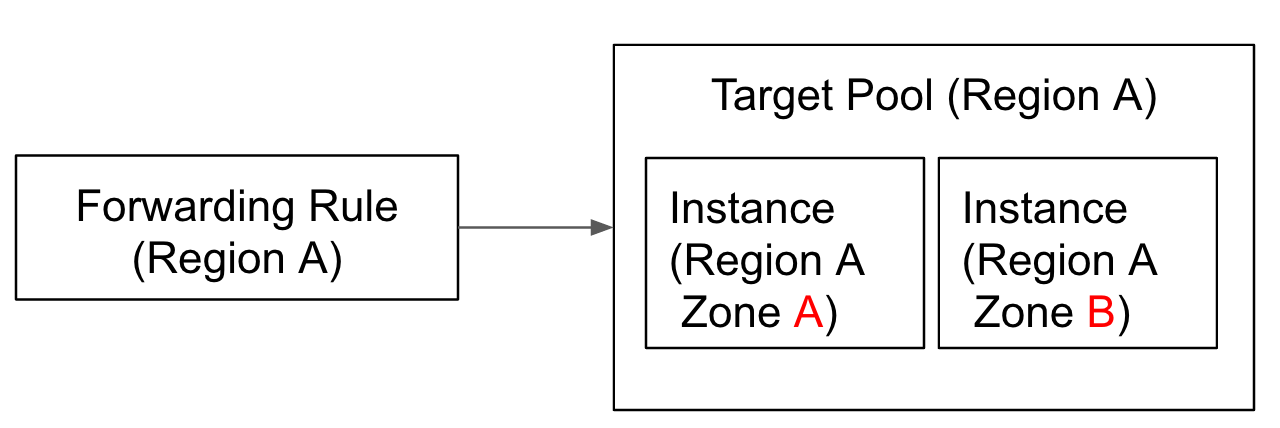 Forwarding Rule
(Region A)
Target Pool (Region A)
Instance
(Region A
Zone A)
Instance
(Region A
Zone B)